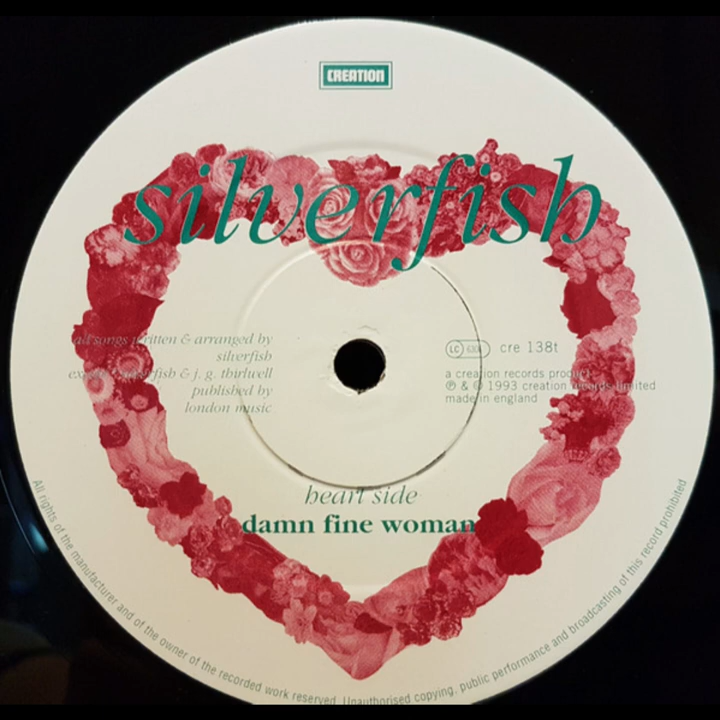 CREATION
silverfish
all songs written & arranged by
silverfish
fish & j. g. thirlwell
published by
london music
LC
cre 138t
a creation records product
℗ & © 1993 creation records limited
made in england
heart side
damn fine woman
All rights of the manufacturer and of the owner of the recorded work reserved. Unauthorised copying, public performance and broadcasting of this record prohibited